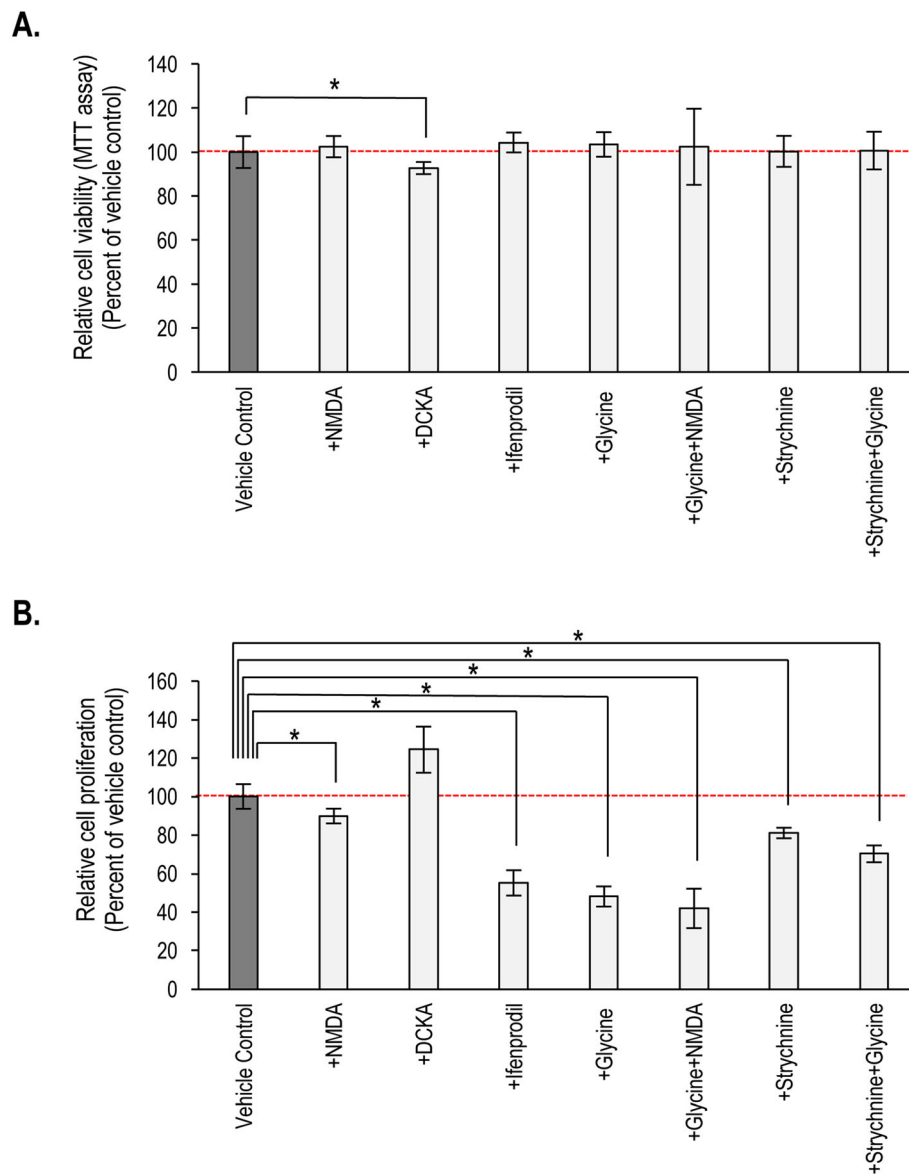 A.
Relative cell viability (MTT assay)
(Percent of vehicle control)
140
120
100
80
60
40
20
0
*
Vehicle Control
+NMDA
+DCKA
+Ifenprodil
+Glycine
+Glycine+NMDA
+Strychnine
+Strychnine+Glycine
B.
Relative cell proliferation
(Percent of vehicle control)
160
140
120
100
80
60
40
20
0
*
*
*
*
*
*
Vehicle Control
+NMDA
+DCKA
+Ifenprodil
+Glycine
+Glycine+NMDA
+Strychnine
+Strychnine+Glycine